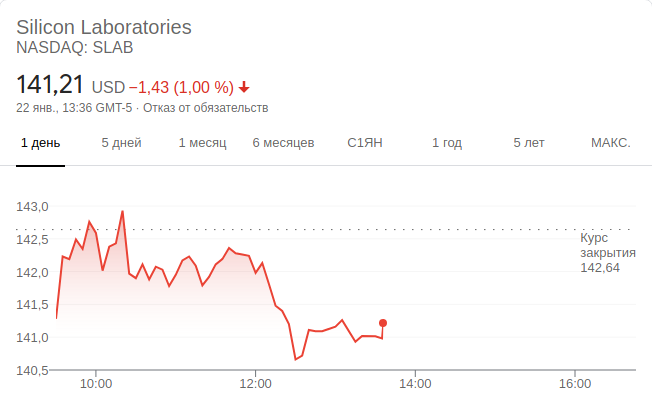 Silicon Laboratories
NASDAQ: SLAB
141,21 USD −1,43 (1,00 %)
22 янв., 13:36 GMT-5 · Отказ от обязательств
1 день 5 дней 1 месяц 6 месяцев С1ЯН 1 год 5 лет МАКС.
143,0
142,5
142,0
141,5
141,0
140,5
Курс
закрытия
142,64
10:00 12:00 14:00 16:00